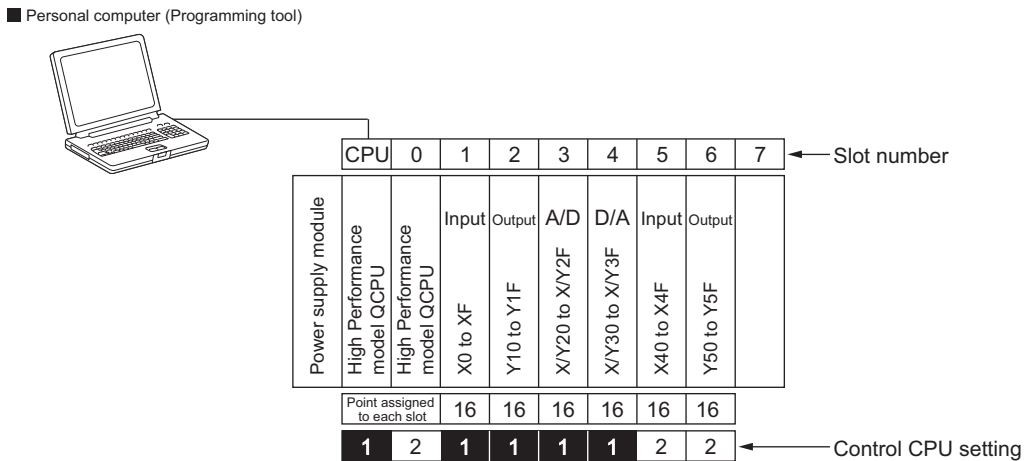 Personal computer (Programming tool)
CPU 0 1 2 3 4 5 6 7
Slot number
Power supply module
High Performance
model QCPU
High Performance
model QCPU
Input
X0 to XF
Output
Y10 to Y1F
A/D
X/Y20 to X/Y2F
D/A
X/Y30 to X/Y3F
Input
X40 to X4F
Output
Y50 to Y5F
Point assigned
to each slot
16 16 16 16 16 16
1 2 1 1 1 1 2 2
Control CPU setting